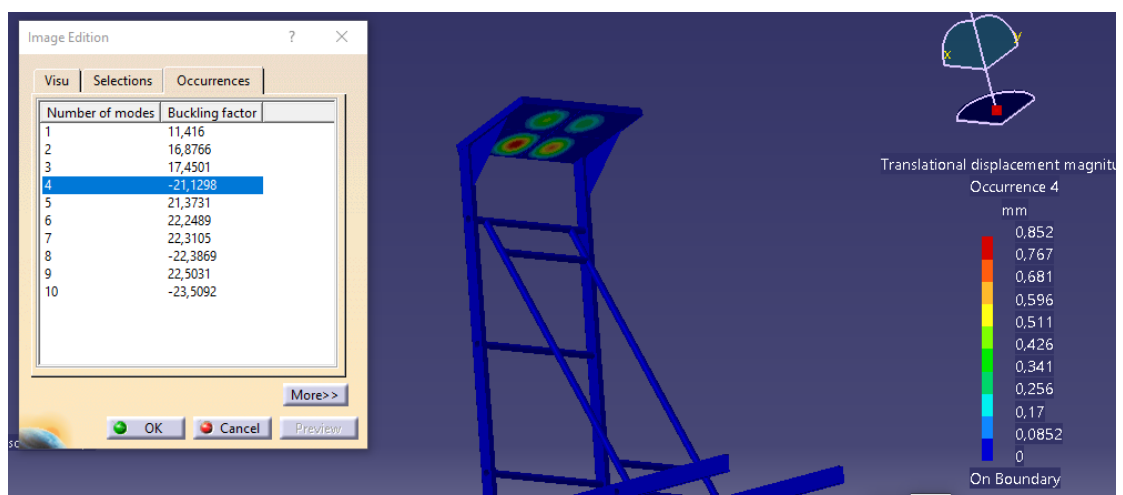 Image Edition ? ×
Visu Selections Occurrences
Number of modes Buckling factor
1 11,416
2 16,8766
3 17,4501
4 -21,1298
5 21,3731
6 22,2489
7 22,3105
8 -22,3869
9 22,5031
10 -23,5092
More>>
OK Cancel Preview
x
y
Translational displacement magnitu
Occurrence 4
mm
0,852
0,767
0,681
0,596
0,511
0,426
0,341
0,256
0,17
0,0852
0
On Boundary